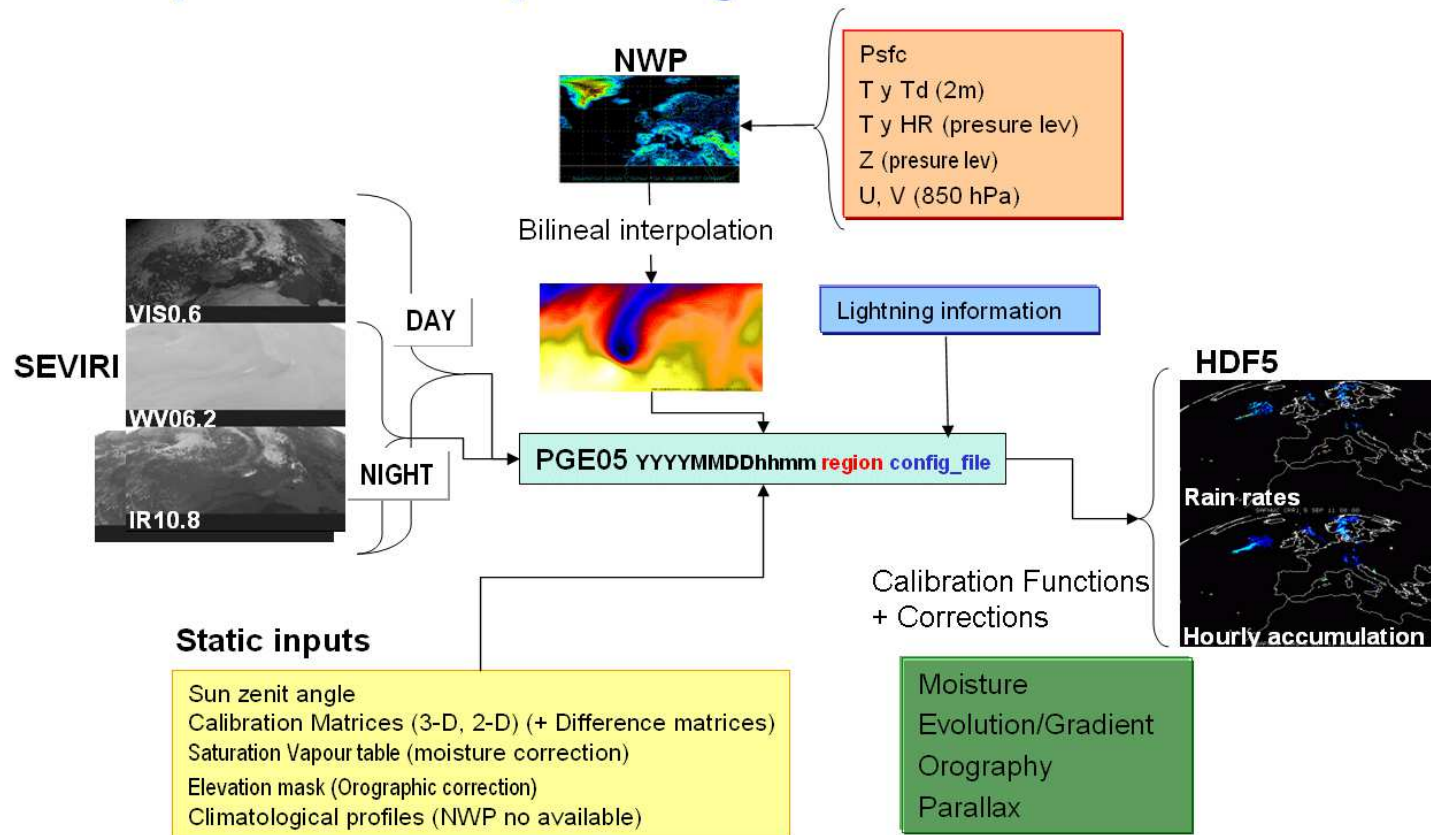 NWP
Psfc
T y Td (2m)
T y HR (presure lev)
Z (presure lev)
U, V (850 hPa)
Bilineal interpolation
SEVIRI
VIS0.6
WV06.2
IR10.8
DAY
NIGHT
Lightning information
PGE05 YYYYMMDDhhmm region config_file
HDF5
Rain rates
Hourly accumulation
Calibration Functions
+ Corrections
Static inputs
Sun zenit angle
Calibration Matrices (3-D, 2-D) (+ Difference matrices)
Saturation Vapour table (moisture correction)
Elevation mask (Orographic correction)
Climatological profiles (NWP no available)
Moisture
Evolution/Gradient
Orography
Parallax